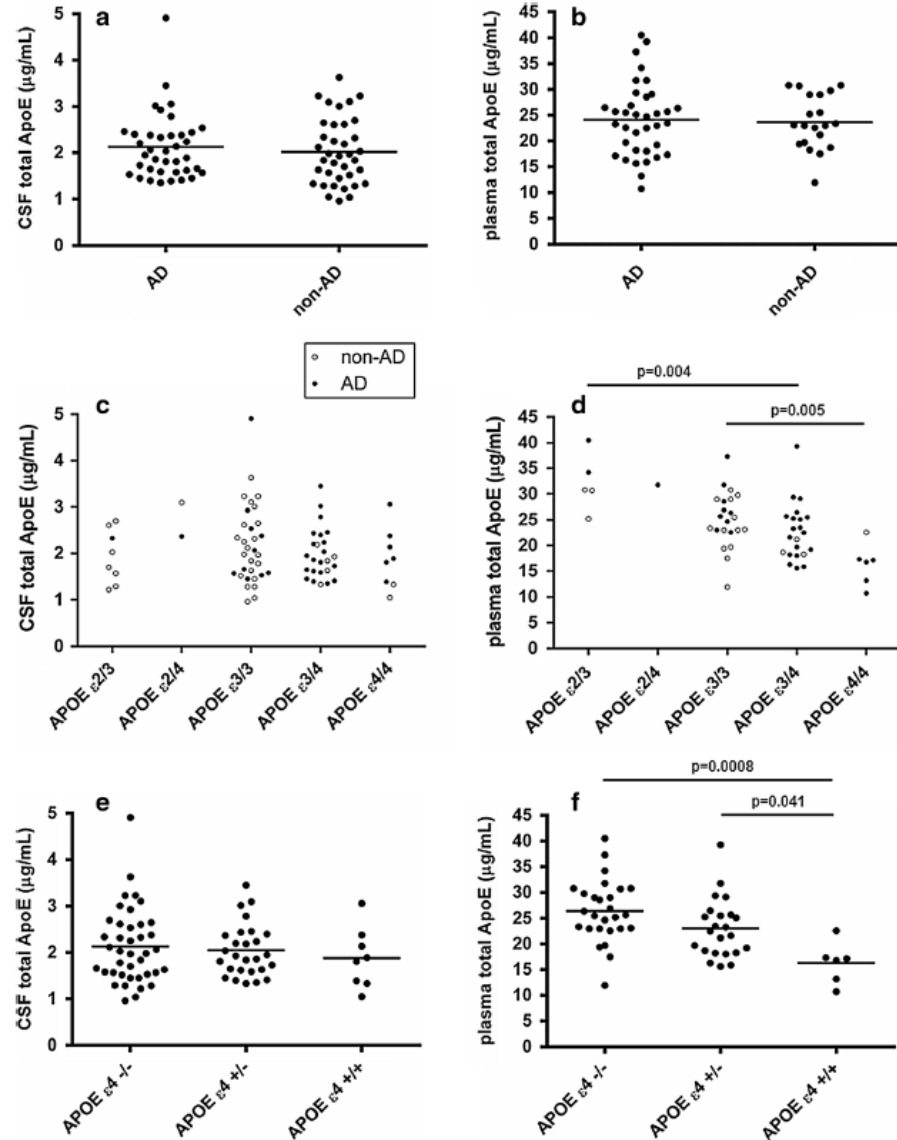 a
CSF total ApoE (µg/mL)
5
4
3
2
1
0
AD
non-AD
b
plasma total ApoE (µg/mL)
45
40
35
30
25
20
15
10
5
0
AD
non-AD
non-AD
AD
c
CSF total ApoE (µg/mL)
5
4
3
2
1
0
APOE ε2/3
APOE ε2/4
APOE ε3/3
APOE ε3/4
APOE ε4/4
d
p=0.004
p=0.005
plasma total ApoE (µg/mL)
45
40
35
30
25
20
15
10
5
0
APOE ε2/3
APOE ε2/4
APOE ε3/3
APOE ε3/4
APOE ε4/4
e
CSF total ApoE (µg/mL)
5
4
3
2
1
0
APOE ε4 -/-
APOE ε4 +/-
APOE ε4 +/+
f
p=0.0008
p=0.041
plasma total ApoE (µg/mL)
45
40
35
30
25
20
15
10
5
0
APOE ε4 -/-
APOE ε4 +/-
APOE ε4 +/+